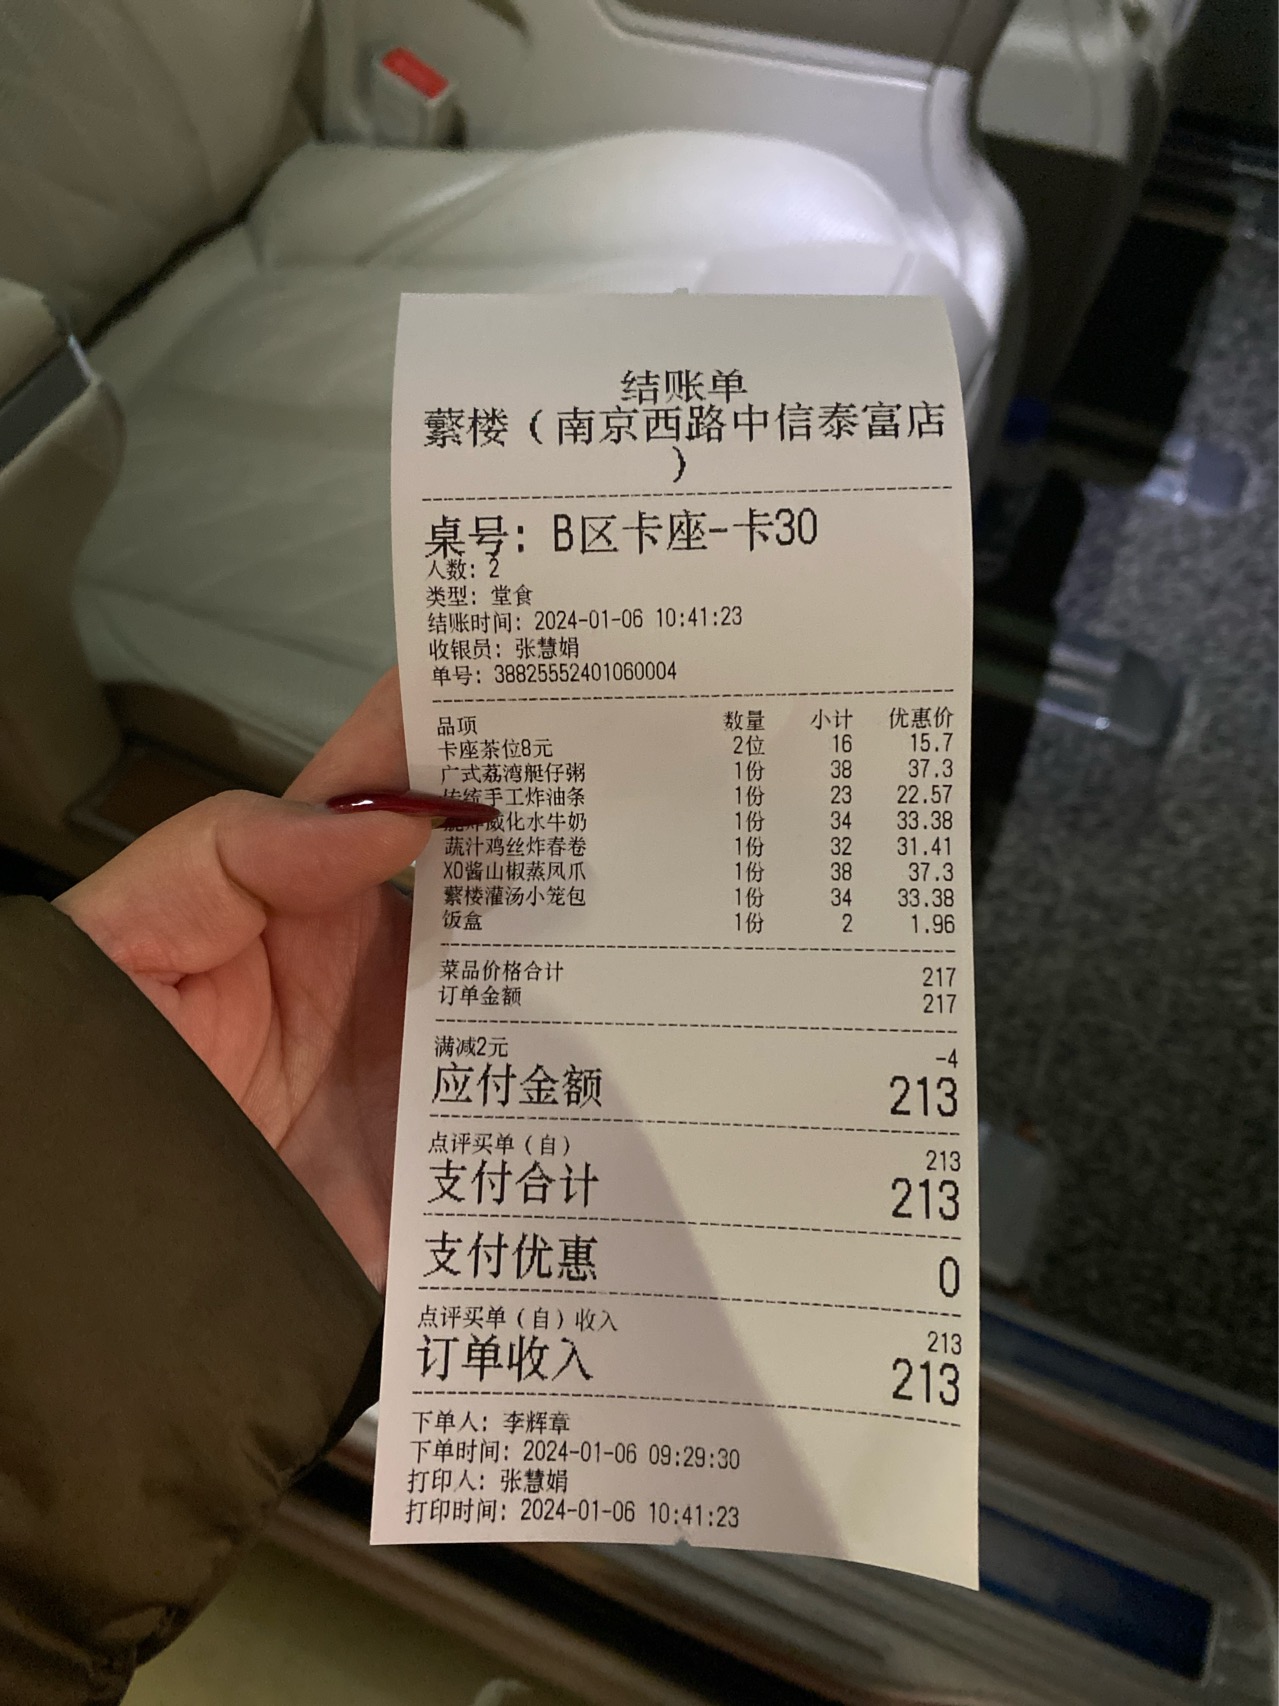 结账单
蘩楼（南京西路中信泰富店
）
桌号: B区卡座-卡30
人数: 2
类型: 堂食
结账时间: 2024-01-06 10:41:23
收银员: 张慧娟
单号: 38825552401060004
品项 数量 小计 优惠价
卡座茶位8元 2位 16 15.7
广式荔湾艇仔粥 1份 38 37.3
传统手工炸油条 1份 23 22.57
威化水牛奶 1份 34 33.38
蔬汁鸡丝炸春卷 1份 32 31.41
XO酱山椒蒸凤爪 1份 38 37.3
蘩楼灌汤小笼包 1份 34 33.38
饭盒 1份 2 1.96
菜品价格合计 217
订单金额 217
满减2元 -4
应付金额 213
点评买单（自） 213
支付合计 213
支付优惠 0
点评买单（自）收入 213
订单收入 213
下单人: 李辉章
下单时间: 2024-01-06 09:29:30
打印人: 张慧娟
打印时间: 2024-01-06 10:41:23